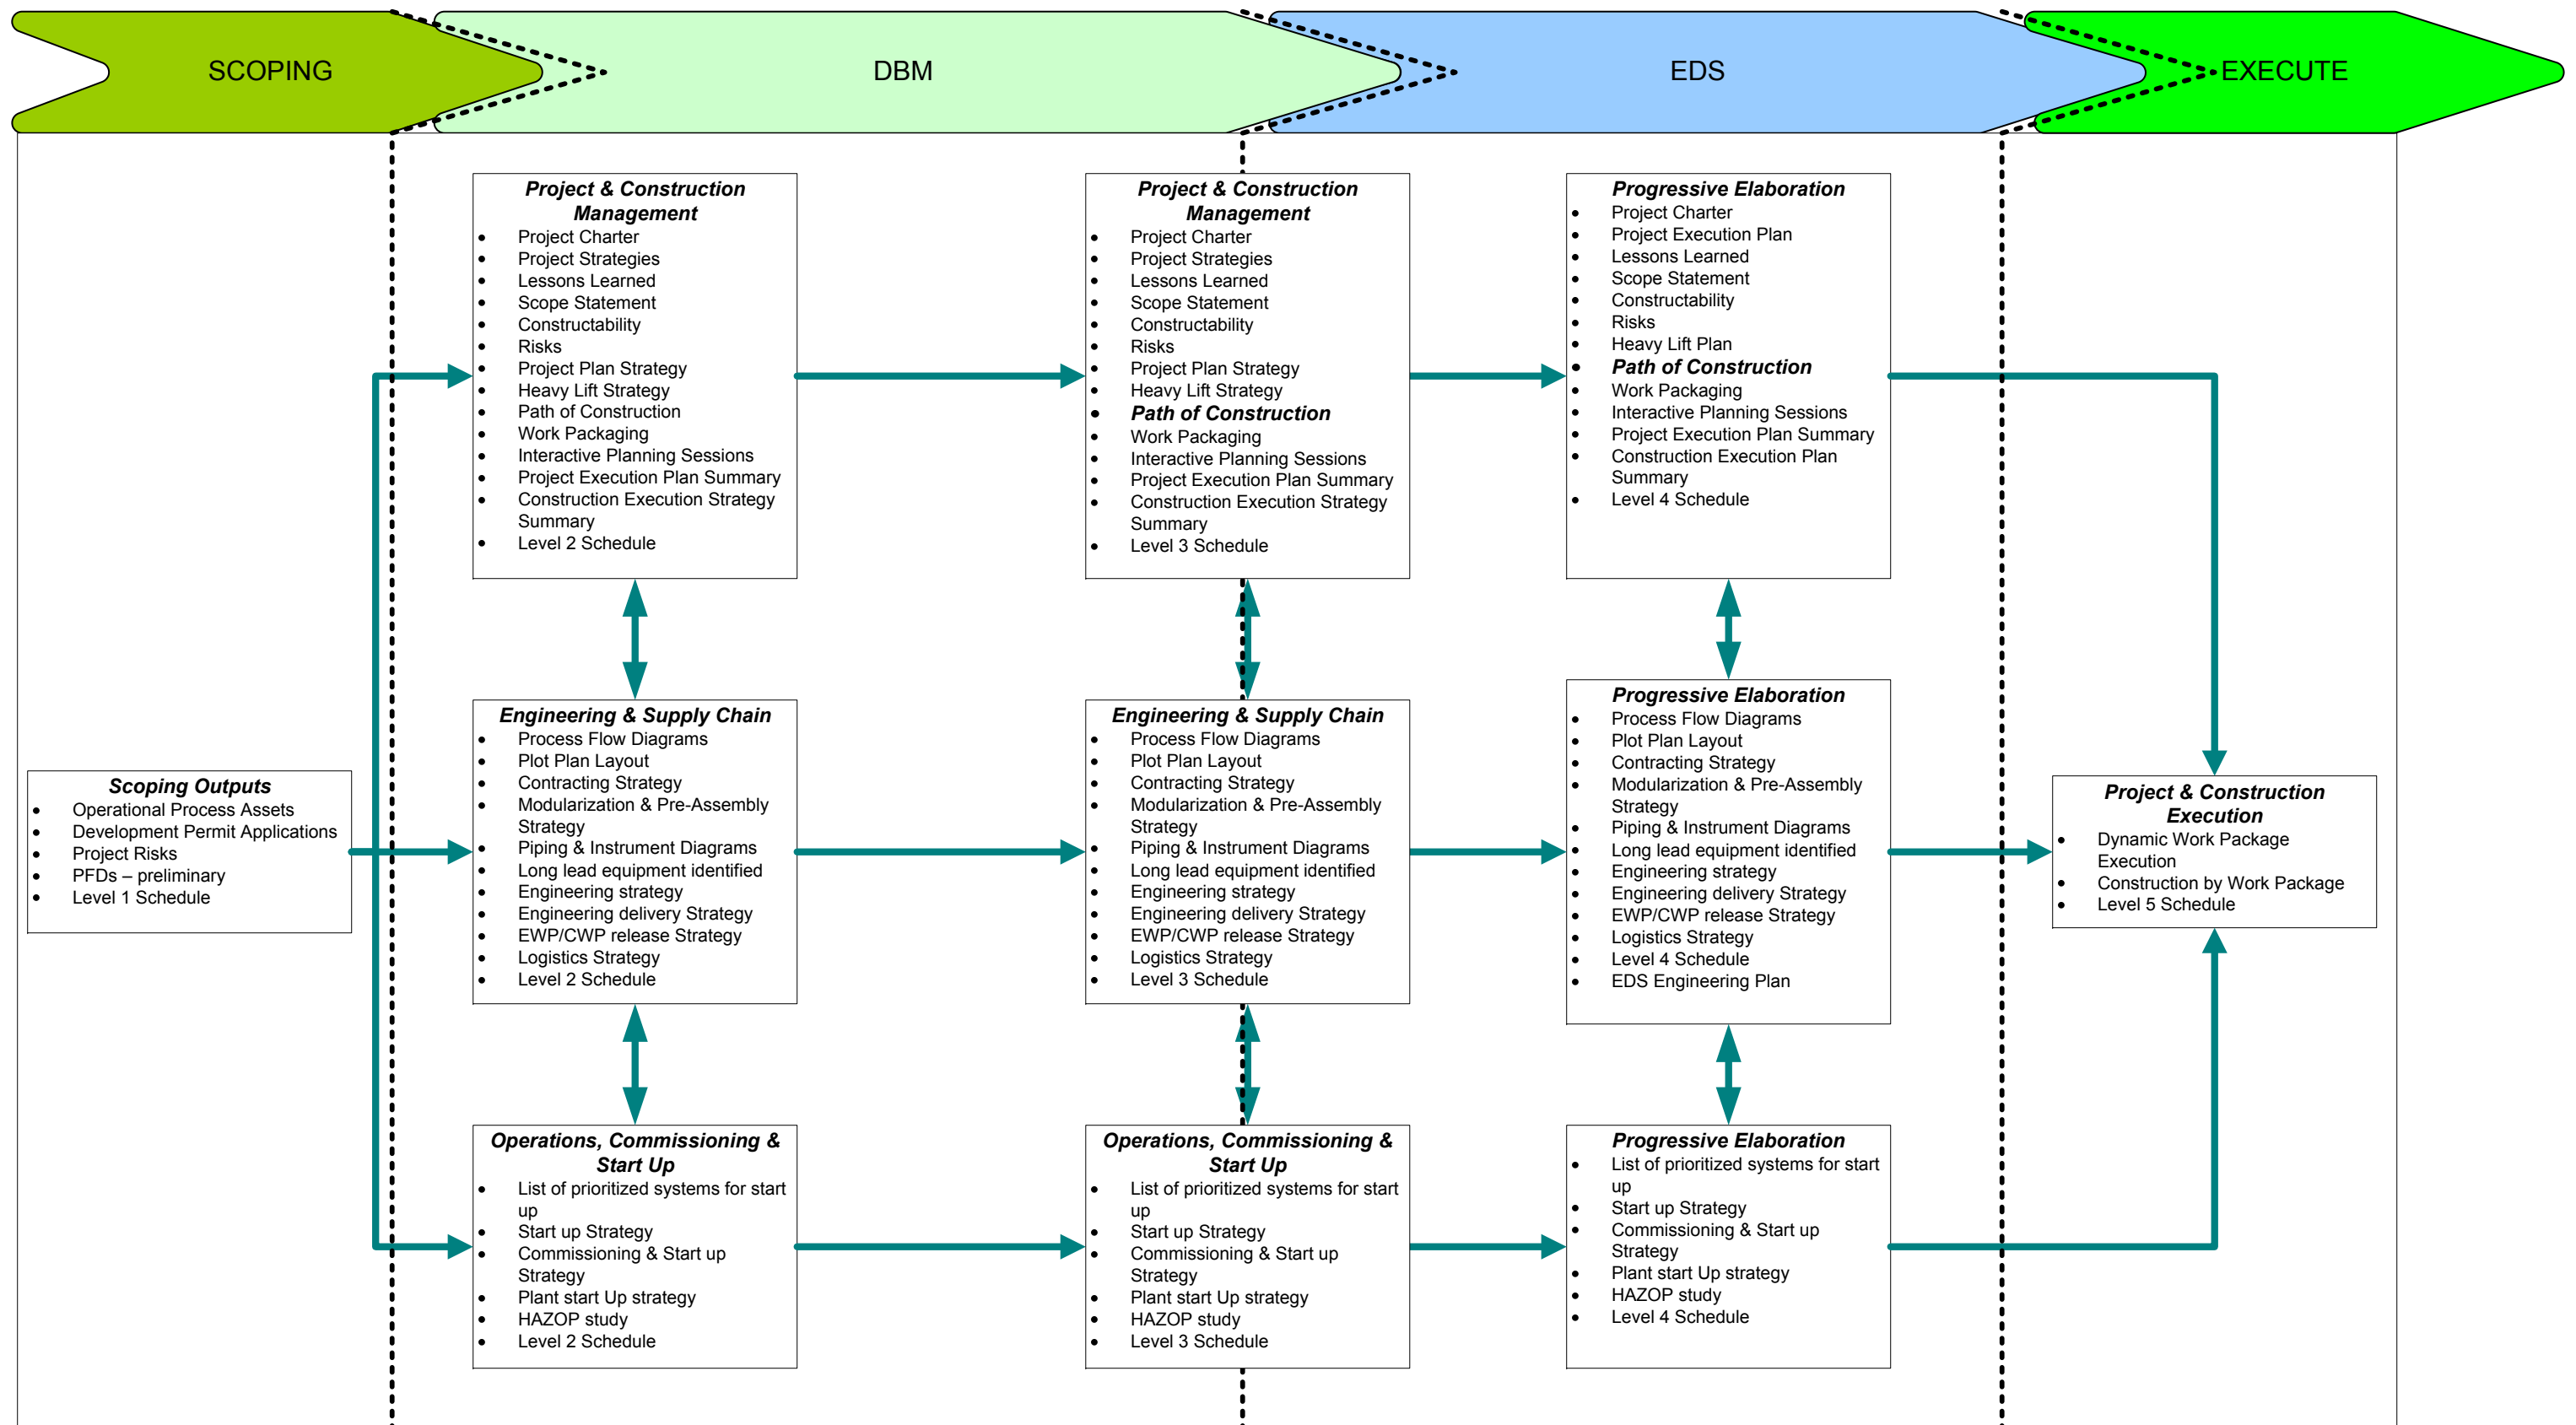 SCOPING
DBM
EDS
EXECUTE
Scoping Outputs
• Operational Process Assets
• Development Permit Applications
• Project Risks
• PFDs – preliminary
• Level 1 Schedule
Project & Construction
Management
• Project Charter
• Project Strategies
• Lessons Learned
• Scope Statement
• Constructability
• Risks
• Project Plan Strategy
• Heavy Lift Strategy
• Path of Construction
• Work Packaging
• Interactive Planning Sessions
• Project Execution Plan Summary
• Construction Execution Strategy
Summary
• Level 2 Schedule
Engineering & Supply Chain
• Process Flow Diagrams
• Plot Plan Layout
• Contracting Strategy
• Modularization & Pre-Assembly
Strategy
• Piping & Instrument Diagrams
• Long lead equipment identified
• Engineering strategy
• Engineering delivery Strategy
• EWP/CWP release Strategy
• Logistics Strategy
• Level 2 Schedule
Operations, Commissioning &
Start Up
• List of prioritized systems for start
up
• Start up Strategy
• Commissioning & Start up
Strategy
• Plant start Up strategy
• HAZOP study
• Level 2 Schedule
Project & Construction
Management
• Project Charter
• Project Strategies
• Lessons Learned
• Scope Statement
• Constructability
• Risks
• Project Plan Strategy
• Heavy Lift Strategy
• Path of Construction
• Work Packaging
• Interactive Planning Sessions
• Project Execution Plan Summary
• Construction Execution Strategy
Summary
• Level 3 Schedule
Engineering & Supply Chain
• Process Flow Diagrams
• Plot Plan Layout
• Contracting Strategy
• Modularization & Pre-Assembly
Strategy
• Piping & Instrument Diagrams
• Long lead equipment identified
• Engineering strategy
• Engineering delivery Strategy
• EWP/CWP release Strategy
• Logistics Strategy
• Level 3 Schedule
Operations, Commissioning &
Start Up
• List of prioritized systems for start
up
• Start up Strategy
• Commissioning & Start up
Strategy
• Plant start Up strategy
• HAZOP study
• Level 3 Schedule
Progressive Elaboration
• Project Charter
• Project Execution Plan
• Lessons Learned
• Scope Statement
• Constructability
• Risks
• Heavy Lift Plan
• Path of Construction
• Work Packaging
• Interactive Planning Sessions
• Project Execution Plan Summary
• Construction Execution Plan
Summary
• Level 4 Schedule
Progressive Elaboration
• Process Flow Diagrams
• Plot Plan Layout
• Contracting Strategy
• Modularization & Pre-Assembly
Strategy
• Piping & Instrument Diagrams
• Long lead equipment identified
• Engineering strategy
• Engineering delivery Strategy
• EWP/CWP release Strategy
• Logistics Strategy
• Level 4 Schedule
• EDS Engineering Plan
Progressive Elaboration
• List of prioritized systems for start
up
• Start up Strategy
• Commissioning & Start up
Strategy
• Plant start Up strategy
• HAZOP study
• Level 4 Schedule
Project & Construction
Execution
• Dynamic Work Package
Execution
• Construction by Work Package
• Level 5 Schedule